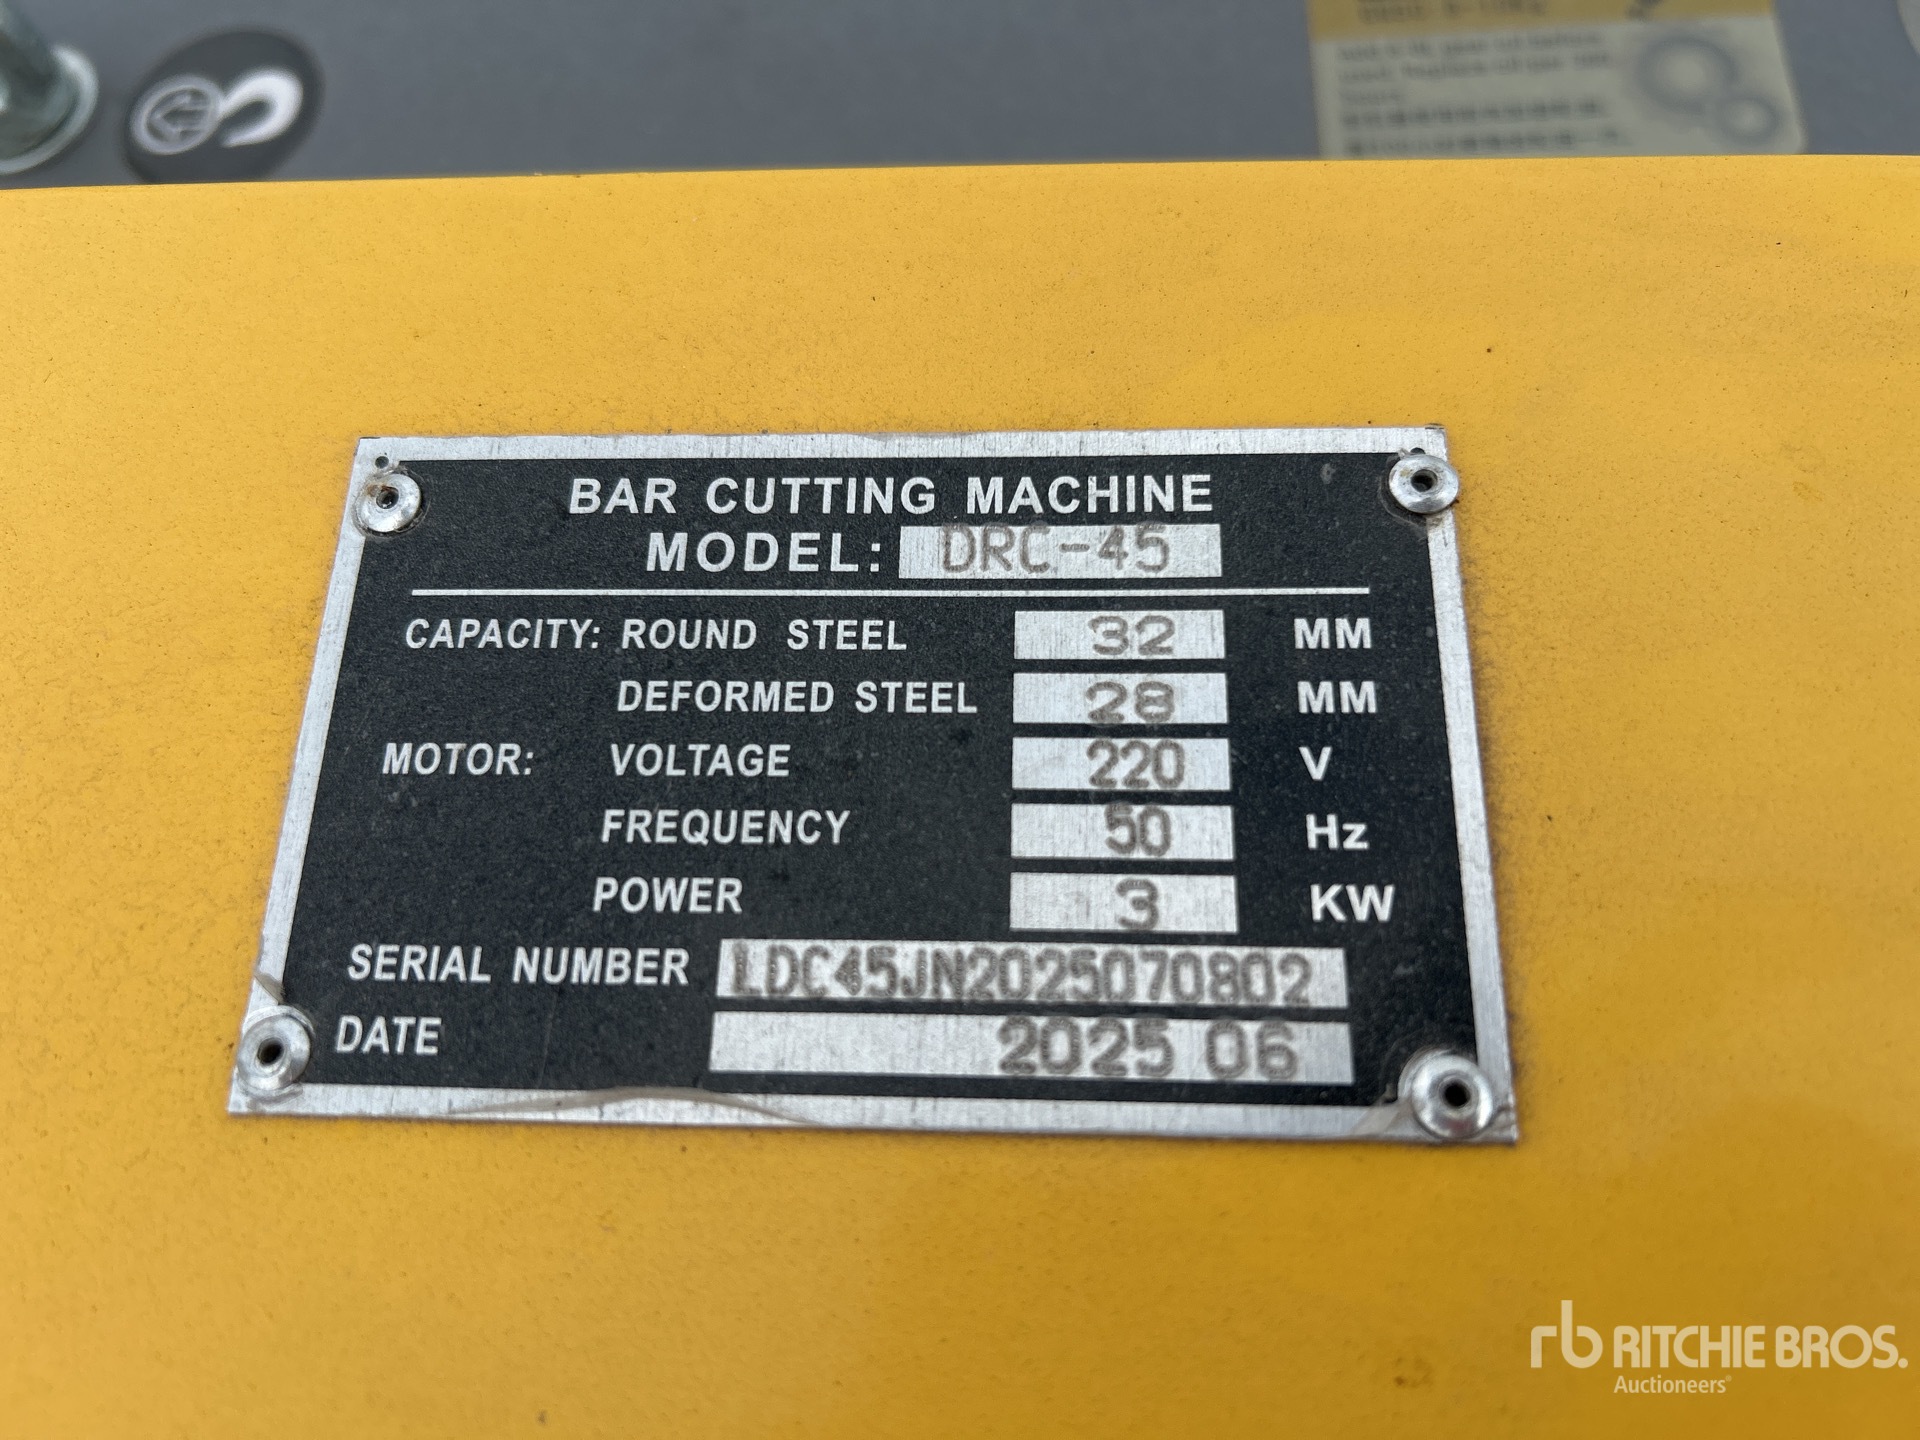 BAR CUTTING MACHINE
MODEL: DRC-45
CAPACITY: ROUND STEEL 32 MM
DEFORMED STEEL 28 MM
MOTOR: VOLTAGE 220 V
FREQUENCY 50 Hz
POWER 3 KW
SERIAL NUMBER LDC45JN2025070802
DATE 2025 06
rb RITCHIE BROS.
Auctioneers